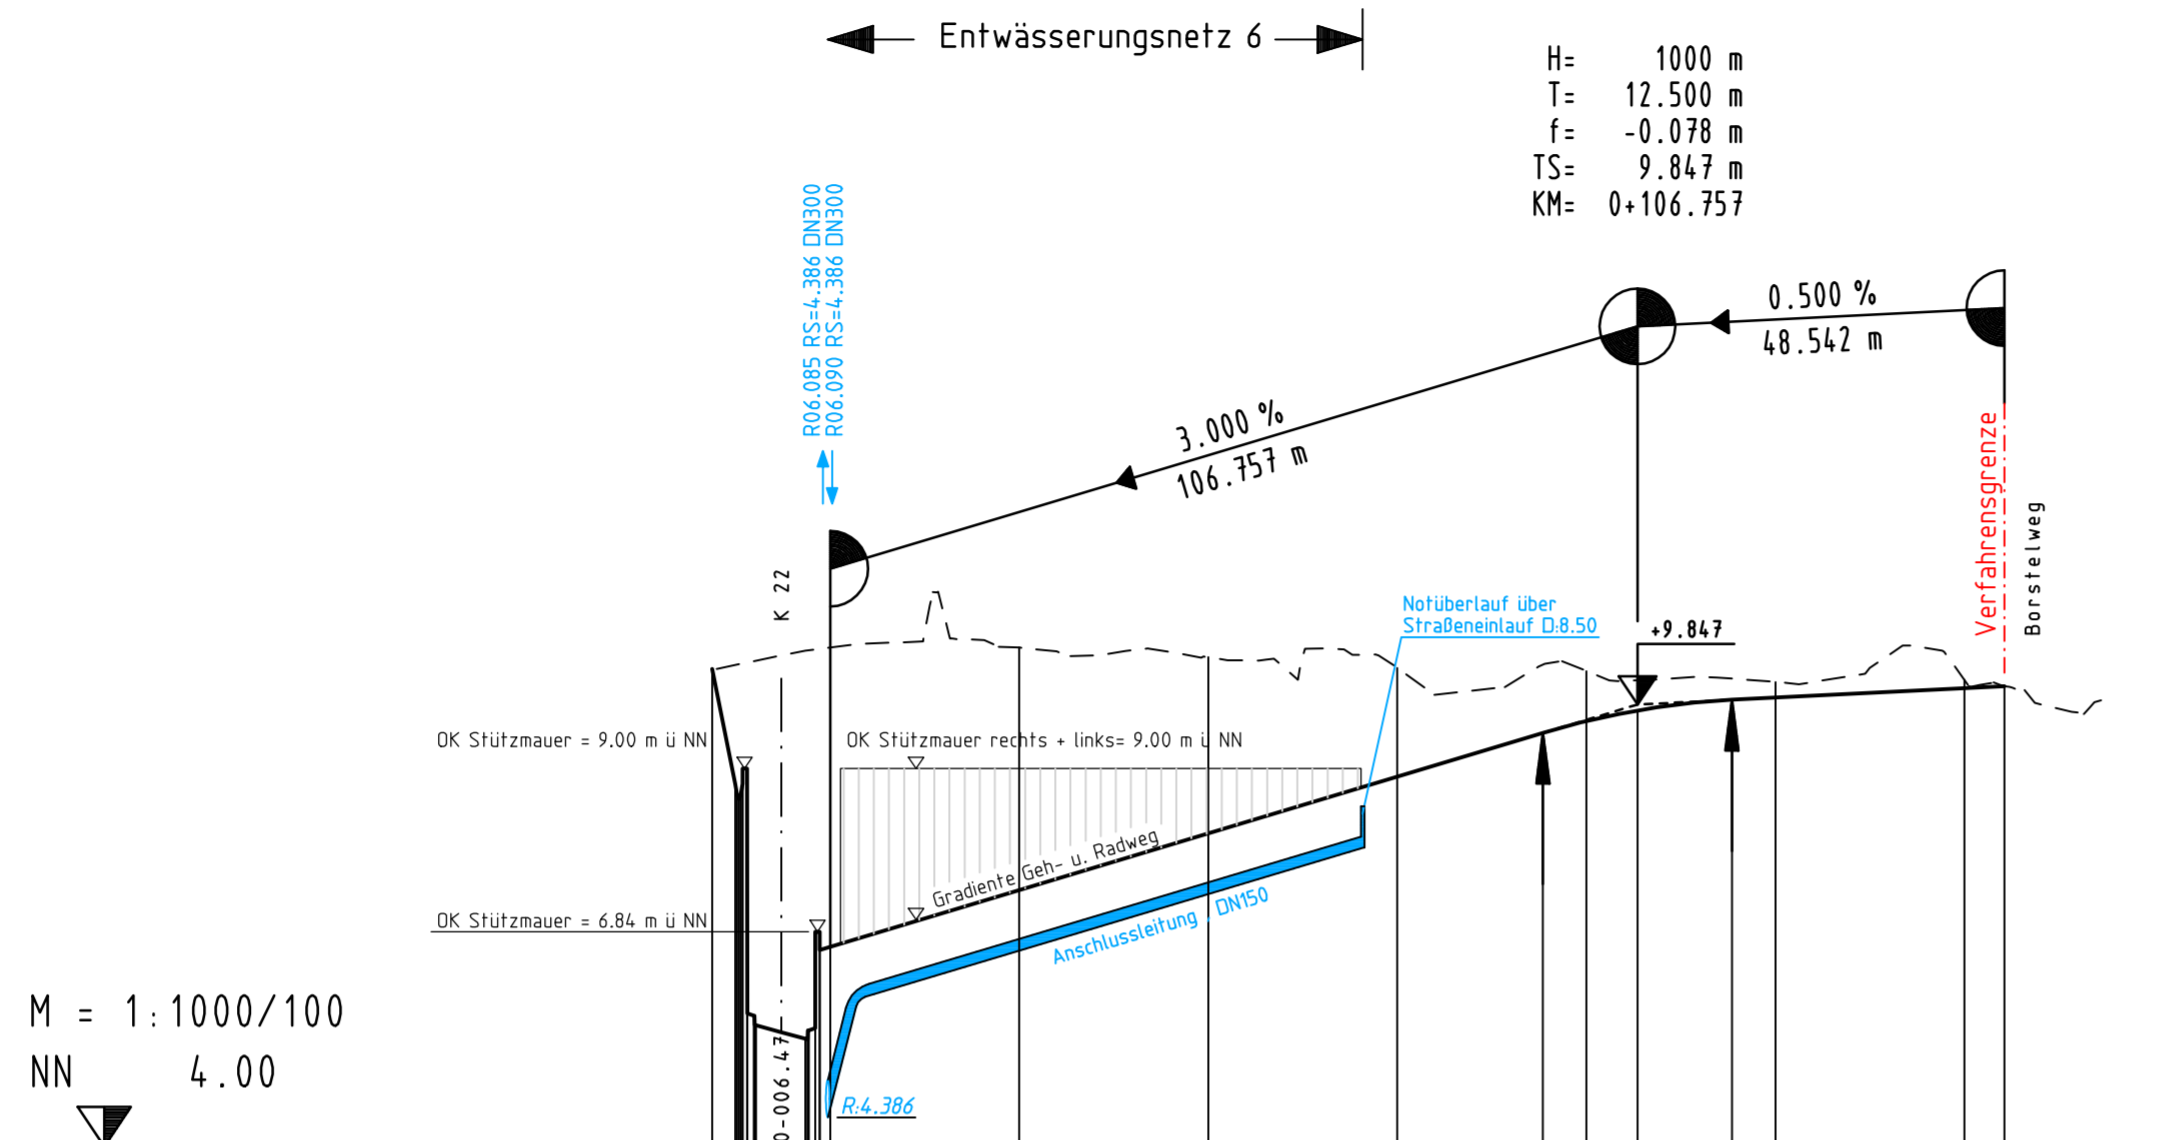 Entwässerungsnetz 6
H= 1000 m
T= 12.500 m
f= -0.078 m
TS= 9.847 m
KM= 0+106.757
R06.085 RS=4.386 DN300
R06.090 RS=4.386 DN300
0.500 %
48.542 m
3.000 %
106.757 m
Verfahrensgrenze
Borstelweg
K 22
Notüberlauf über
Straßeneinlauf D:8.50
+9.847
OK Stützmauer = 9.00 m ü NN
OK Stützmauer rechts + links= 9.00 m ü NN
Gradiente Geh- u. Radweg
Anschlussleitung , DN150
OK Stützmauer = 6.84 m ü NN
M = 1:1000/100
NN 4.00
0-006.47
R:4.386